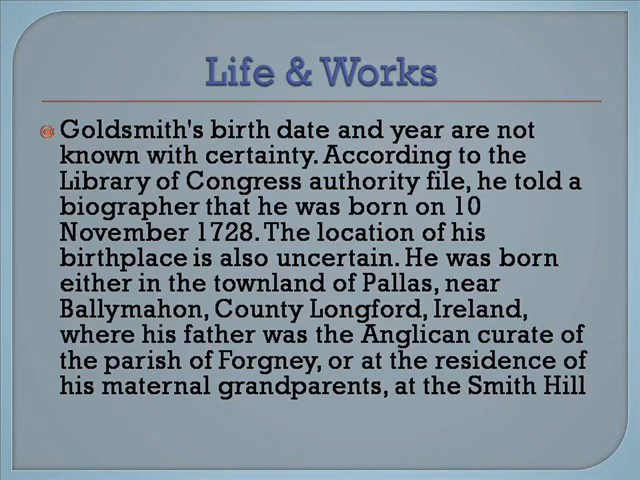 Life & Works
Goldsmith's birth date and year are not
known with certainty. According to the
Library of Congress authority file, he told a
biographer that he was born on 10
November 1728. The location of his
birthplace is also uncertain. He was born
either in the townland of Pallas, near
Ballymahon, County Longford, Ireland,
where his father was the Anglican curate of
the parish of Forgney, or at the residence of
his maternal grandparents, at the Smith Hill